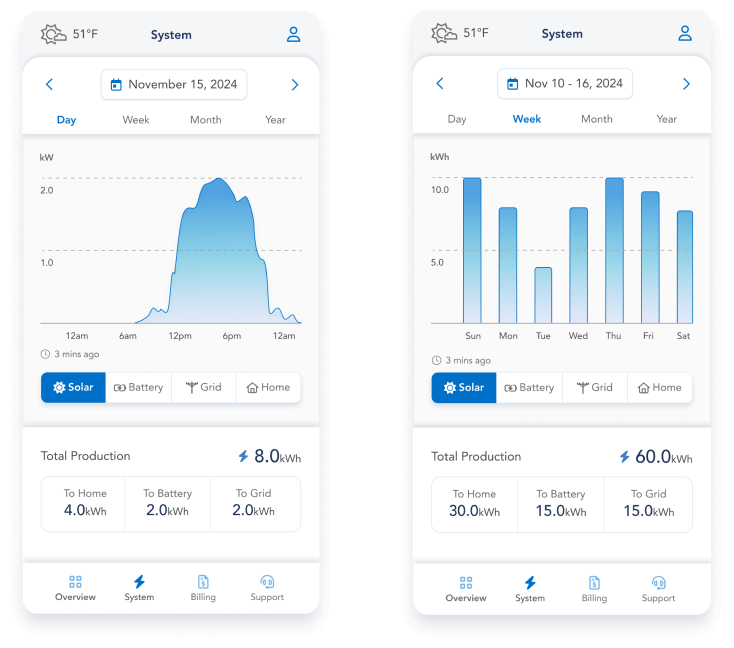 51°F
System
November 15, 2024
Day Week Month Year
kW
2.0
1.0
12am 6am 12pm 6pm 12am
3 mins ago
Solar Battery Grid Home
Total Production 8.0kWh
To Home To Battery To Grid
4.0kWh 2.0kWh 2.0kWh
Overview System Billing Support
51°F
System
Nov 10 - 16, 2024
Day Week Month Year
kWh
10.0
5.0
Sun Mon Tue Wed Thu Fri Sat
3 mins ago
Solar Battery Grid Home
Total Production 60.0kWh
To Home To Battery To Grid
30.0kWh 15.0kWh 15.0kWh
Overview System Billing Support